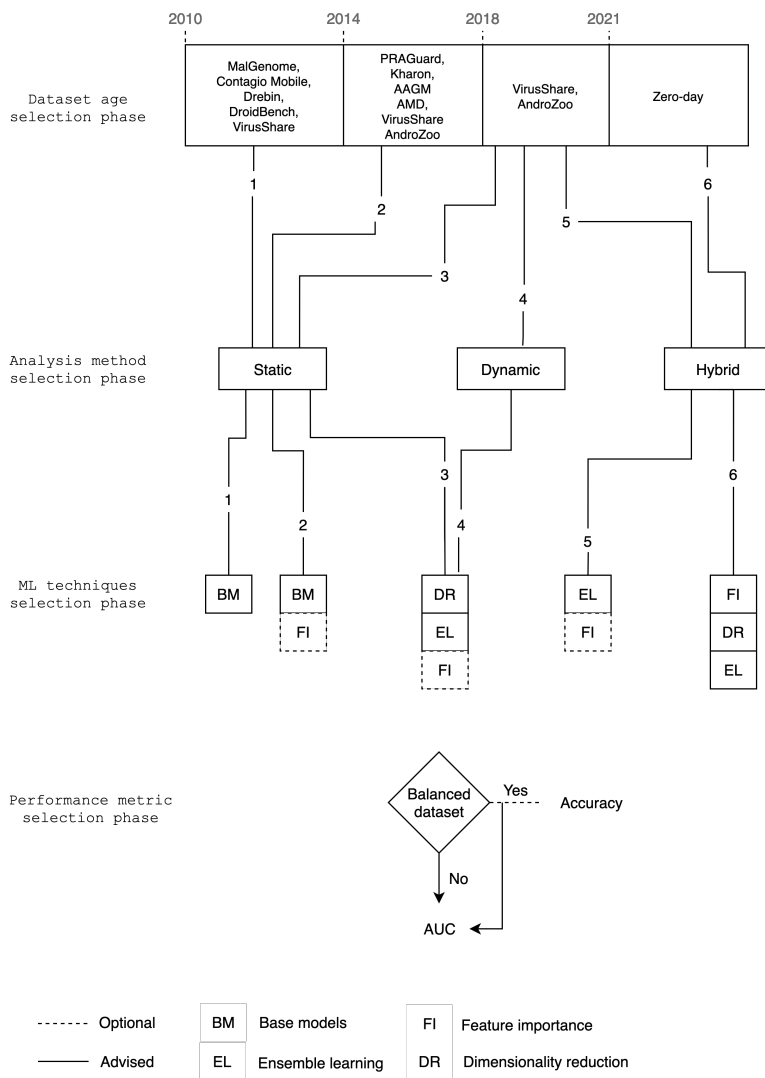 2010 2014 2018 2021
Dataset age
selection phase
MalGenome,
Contagio Mobile,
Drebin,
DroidBench,
VirusShare
PRAGuard,
Kharon,
AAGM
AMD,
VirusShare
AndroZoo
VirusShare,
AndroZoo
Zero-day
1
2
3
4
5
6
Analysis method
selection phase
Static
Dynamic
Hybrid
1
2
3
4
5
6
ML techniques
selection phase
BM
BM
FI
DR
EL
FI
EL
FI
FI
DR
EL
Performance metric
selection phase
Balanced
dataset
Yes
Accuracy
No
AUC
Optional
BM Base models
FI Feature importance
Advised
EL Ensemble learning
DR Dimensionality reduction